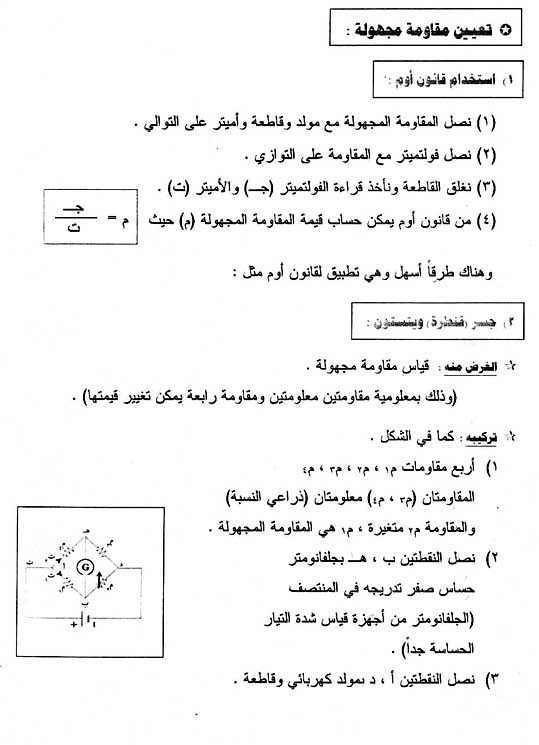 ✪ تعيين مقاومة مجهولة :
١) استخدام قانون أوم :
(١) نصل المقاومة المجهولة مع مولد وقاطعة وأميتر على التوالي .
(٢) نصل فولتميتر مع المقاومة على التوازي .
(٣) نغلق القاطعة ونأخذ قراءة الفولتميتر (جـ) والأميتر (ت) .
(٤) من قانون أوم يمكن حساب قيمة المقاومة المجهولة (م) حيث
م = جـ / ت
وهناك طرقاً أسهل وهي تطبيق لقانون أوم مثل :
٢) جسر (قنطرة) ويتستون :
☆ الغرض منه : قياس مقاومة مجهولة .
(وذلك بمعلومية مقاومتين معلومتين ومقاومة رابعة يمكن تغيير قيمتها) .
☆ تركيبه : كما في الشكل .
١) أربع مقاومات م١ ، م٢ ، م٣ ، م٤
المقاومتان (م٣ ، م٤) معلومتان (ذراعي النسبة)
والمقاومة م٢ متغيرة ، م١ هي المقاومة المجهولة .
٢) نصل النقطتين ب ، هـ بجلفانومتر
حساس صفر تدريجه في المنتصف
(الجلفانومتر من أجهزة قياس شدة التيار
الحساسة جداً) .
٣) نصل النقطتين أ ، د بمولد كهربائي وقاطعة .
هـ
G
ب
+